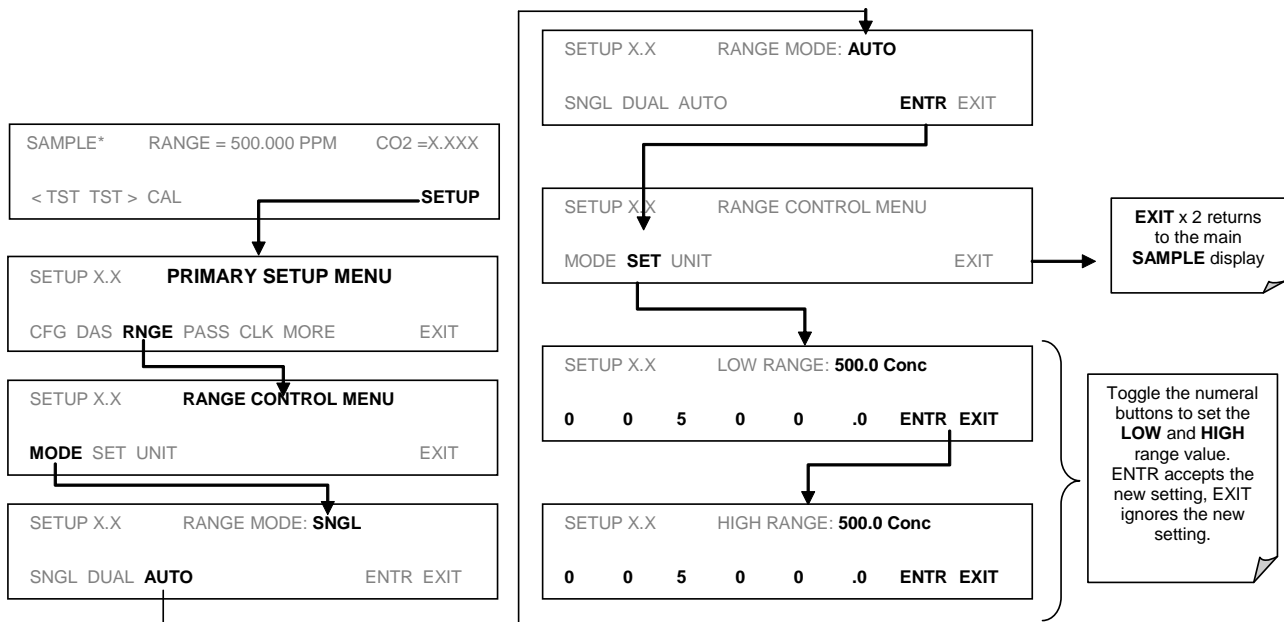 SAMPLE* RANGE = 500.000 PPM CO2 =X.XXX
< TST TST > CAL SETUP
SETUP X.X PRIMARY SETUP MENU
CFG DAS RNGE PASS CLK MORE EXIT
SETUP X.X RANGE CONTROL MENU
MODE SET UNIT EXIT
SETUP X.X RANGE MODE: SNGL
SNGL DUAL AUTO ENTR EXIT
SETUP X.X RANGE MODE: AUTO
SNGL DUAL AUTO ENTR EXIT
SETUP X.X RANGE CONTROL MENU
MODE SET UNIT EXIT
EXIT x 2 returns
to the main
SAMPLE display
SETUP X.X LOW RANGE: 500.0 Conc
0 0 5 0 0 .0 ENTR EXIT
SETUP X.X HIGH RANGE: 500.0 Conc
0 0 5 0 0 .0 ENTR EXIT
Toggle the numeral
buttons to set the
LOW and HIGH
range value.
ENTR accepts the
new setting, EXIT
ignores the new
setting.